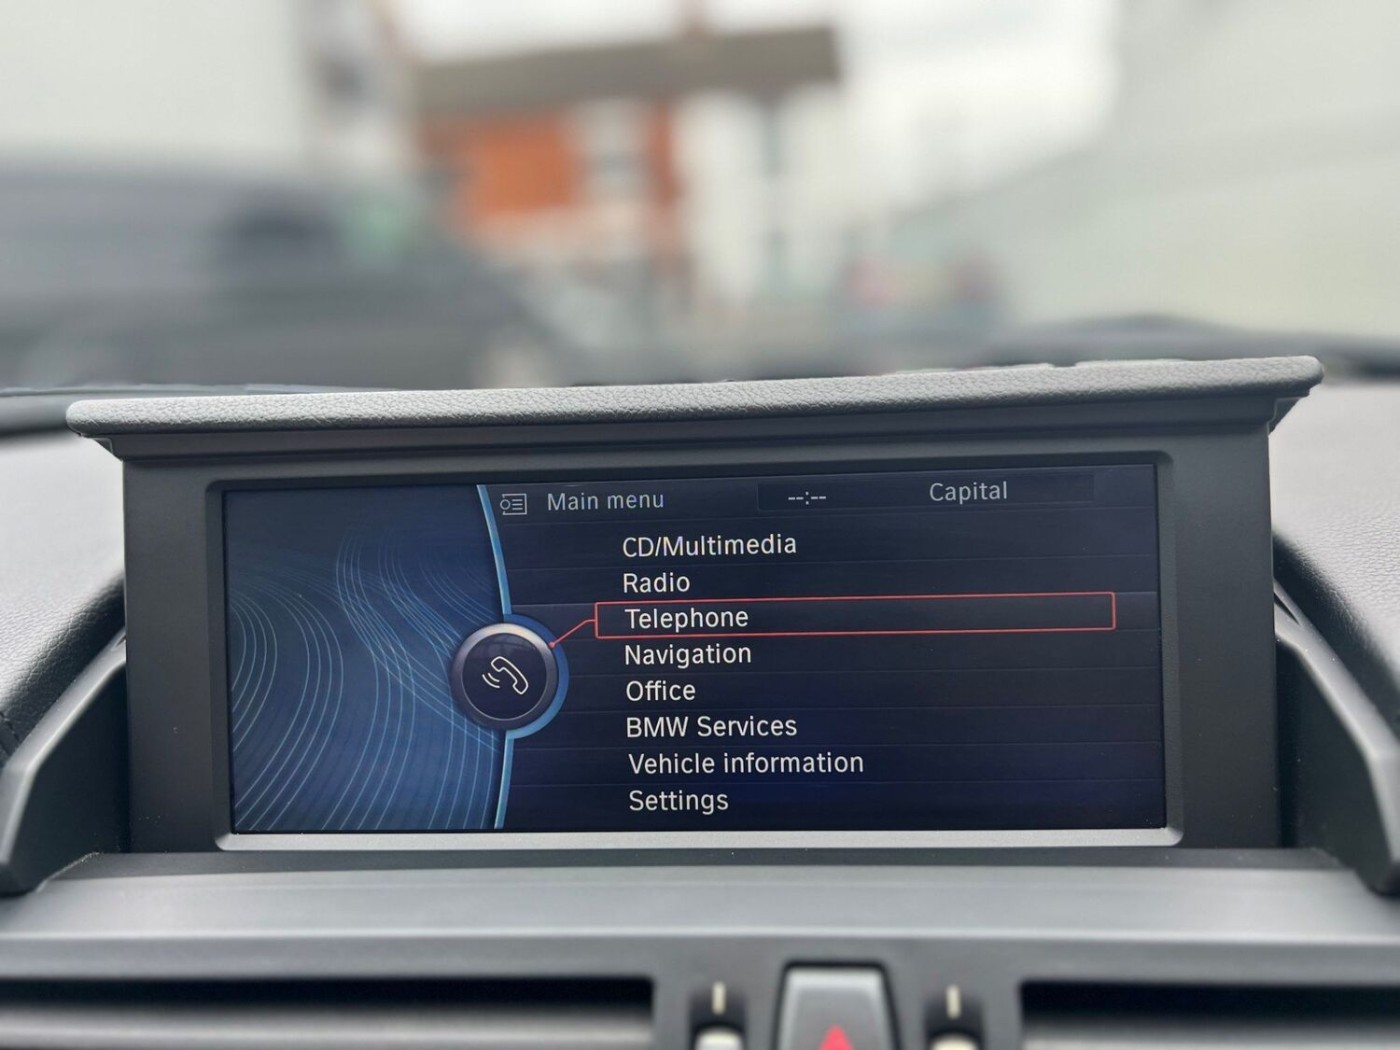 Main menu --:-- Capital
CD/Multimedia
Radio
Telephone
Navigation
Office
BMW Services
Vehicle information
Settings